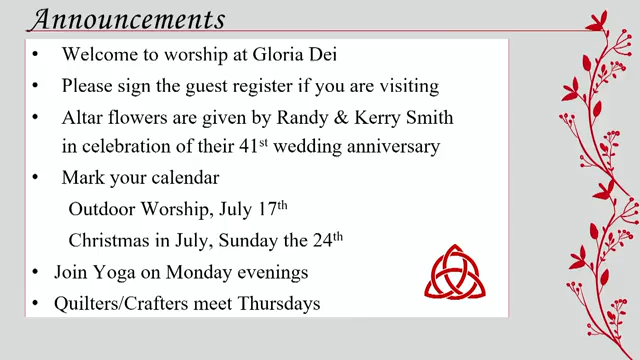 Announcements
• Welcome to worship at Gloria Dei
• Please sign the guest register if you are visiting
• Altar flowers are given by Randy & Kerry Smith
in celebration of their 41st wedding anniversary
• Mark your calendar
Outdoor Worship, July 17th
Christmas in July, Sunday the 24th
• Join Yoga on Monday evenings
• Quilters/Crafters meet Thursdays